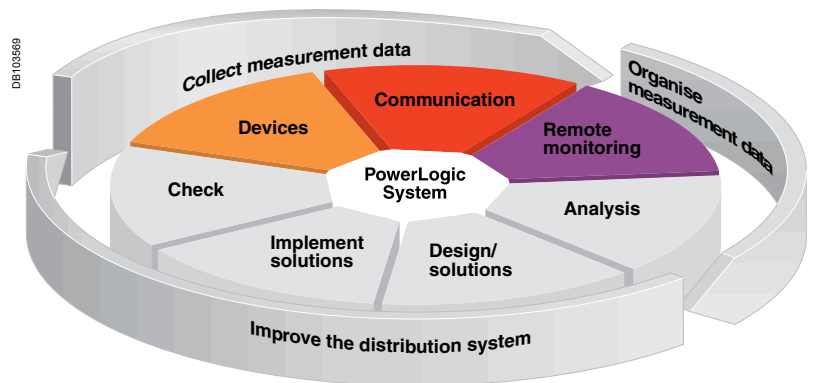 DB103569
Collect measurement data
Organise
measurement data
Communication
Devices
Remote
monitoring
PowerLogic
System
Check
Analysis
Implement
solutions
Design/
solutions
Improve the distribution system